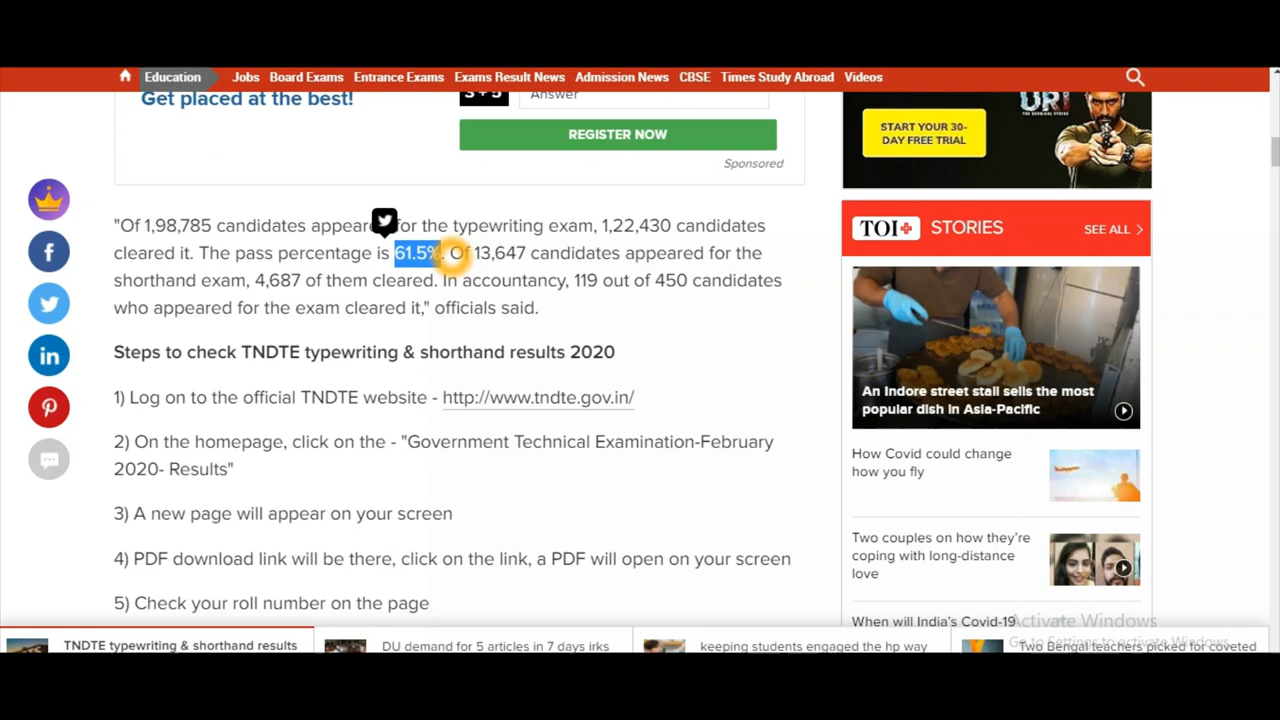 Education
Jobs
Board Exams
Entrance Exams
Exams Result News
Admission News
CBSE
Times Study Abroad
Videos
Get placed at the best!
3 + 5
Answer
REGISTER NOW
Sponsored
URI
START YOUR 30-
DAY FREE TRIAL
"Of 1,98,785 candidates appeared for the typewriting exam, 1,22,430 candidates
cleared it. The pass percentage is 61.5%. Of 13,647 candidates appeared for the
shorthand exam, 4,687 of them cleared. In accountancy, 119 out of 450 candidates
who appeared for the exam cleared it," officials said.
Steps to check TNDTE typewriting & shorthand results 2020
1) Log on to the official TNDTE website - http://www.tndte.gov.in/
2) On the homepage, click on the - "Government Technical Examination-February
2020- Results"
3) A new page will appear on your screen
4) PDF download link will be there, click on the link, a PDF will open on your screen
5) Check your roll number on the page
TOI+ STORIES
SEE ALL
An Indore street stall sells the most
popular dish in Asia-Pacific
How Covid could change
how you fly
Two couples on how they're
coping with long-distance
love
When will India's Covid-19
Activate Windows
Go to Settings to activate Windows.
TNDTE typewriting & shorthand results
DU demand for 5 articles in 7 days irks
keeping students engaged the hp way
Two Bengal teachers picked for coveted